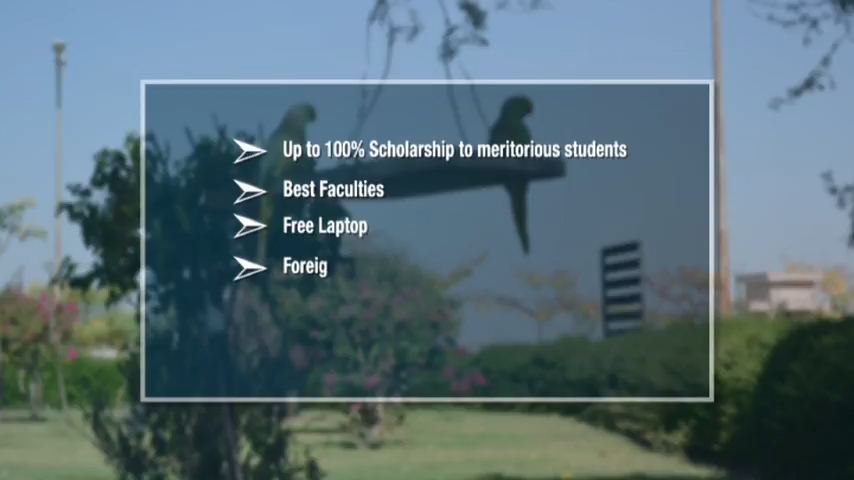 Up to 100% Scholarship to meritorious students
Best Faculties
Free Laptop
Foreig